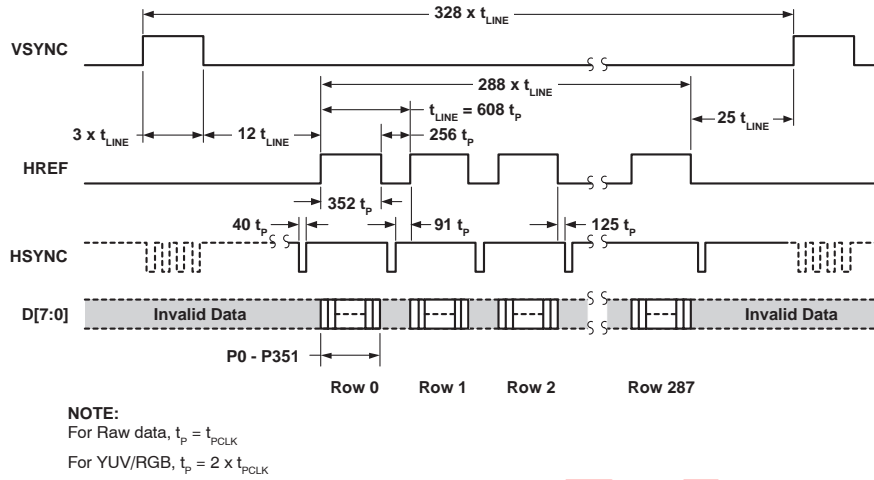 328 x tLINE
VSYNC
288 x tLINE
tLINE = 608 tP
3 x tLINE
12 tLINE
256 tP
25 tLINE
HREF
352 tP
40 tP
91 tP
125 tP
HSYNC
D[7:0]
Invalid Data
Invalid Data
P0 - P351
Row 0
Row 1
Row 2
Row 287
NOTE:
For Raw data, tP = tPCLK
For YUV/RGB, tP = 2 x tPCLK